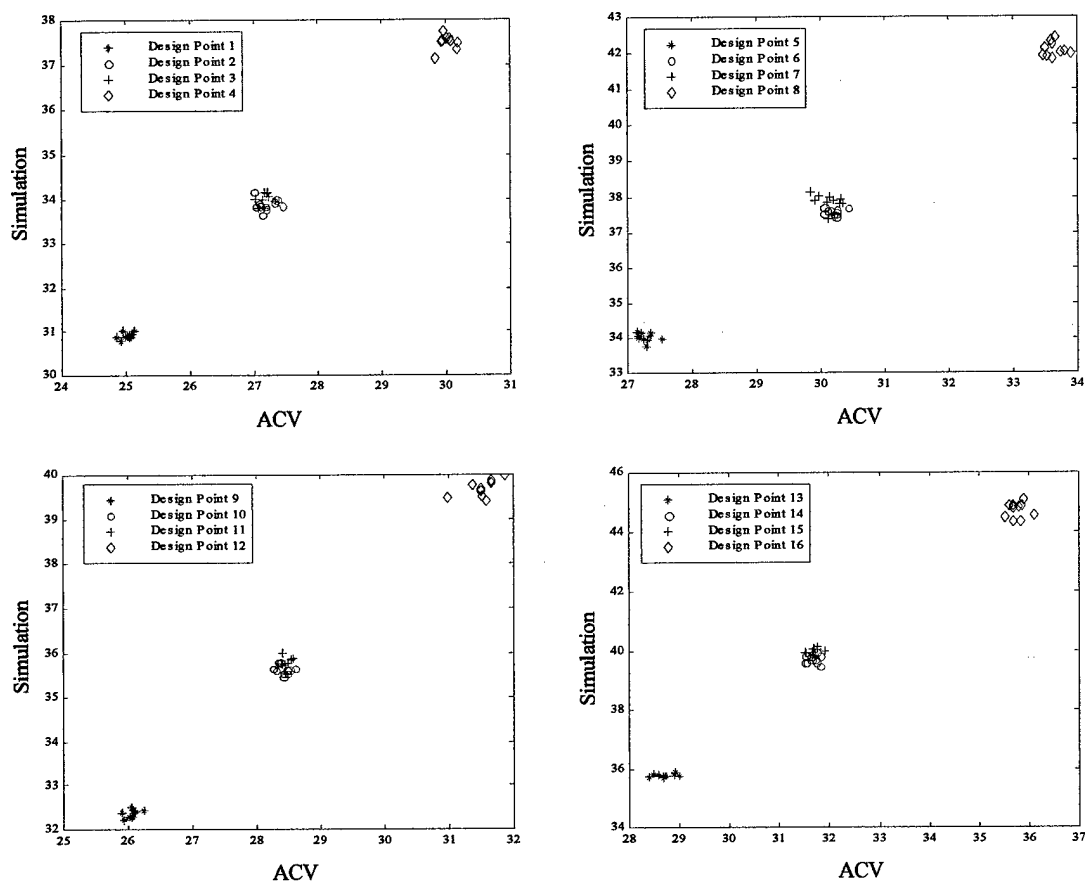 38
37
36
35
34
33
32
31
30
Simulation
Design Point 1
Design Point 2
Design Point 3
Design Point 4
24 25 26 27 28 29 30 31
ACV
43
42
41
40
39
38
37
36
35
34
33
Simulation
Design Point 5
Design Point 6
Design Point 7
Design Point 8
27 28 29 30 31 32 33 34
ACV
40
39
38
37
36
35
34
33
32
Simulation
Design Point 9
Design Point 10
Design Point 11
Design Point 12
25 26 27 28 29 30 31 32
ACV
46
44
42
40
38
36
34
Simulation
Design Point 13
Design Point 14
Design Point 15
Design Point 16
28 29 30 31 32 33 34 35 36 37
ACV